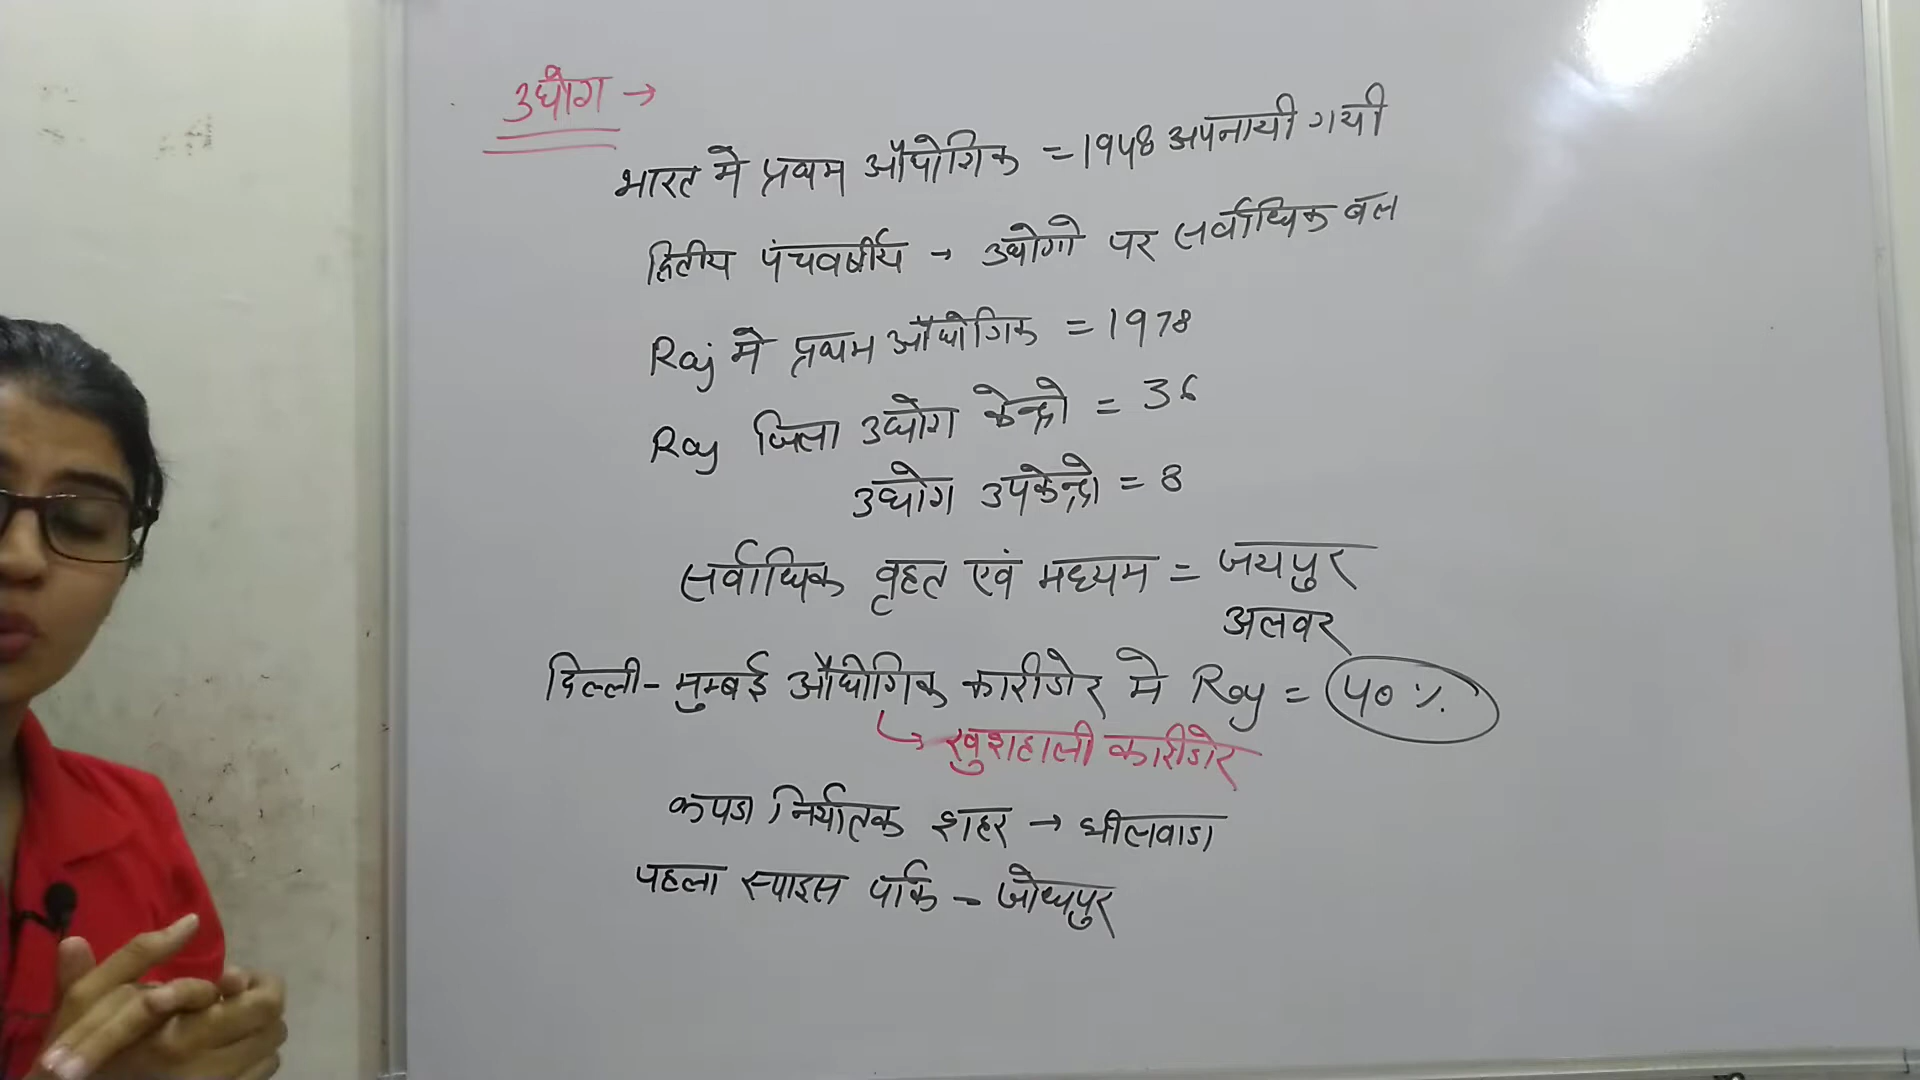 उद्योग →
भारत मे प्रथम औद्योगिक = 1948 अपनायी गयी
द्वितीय पंचवर्षीय → उद्योगो पर सर्वाधिक बल
Raj मे प्रथम औद्योगिक = 1978
Raj जिला उद्योग केन्द्रो = 36
उद्योग उपकेन्द्रो = 8
सर्वाधिक वृहत एवं मध्यम = जयपुर
अलवर
दिल्ली - मुम्बई औद्योगिक कारीडोर मे Raj = 40 %
↳ खुशहाली कारीडोर
कपडा निर्यातक शहर → भीलवाडा
पहला स्पाइस पार्क - जोधपुर